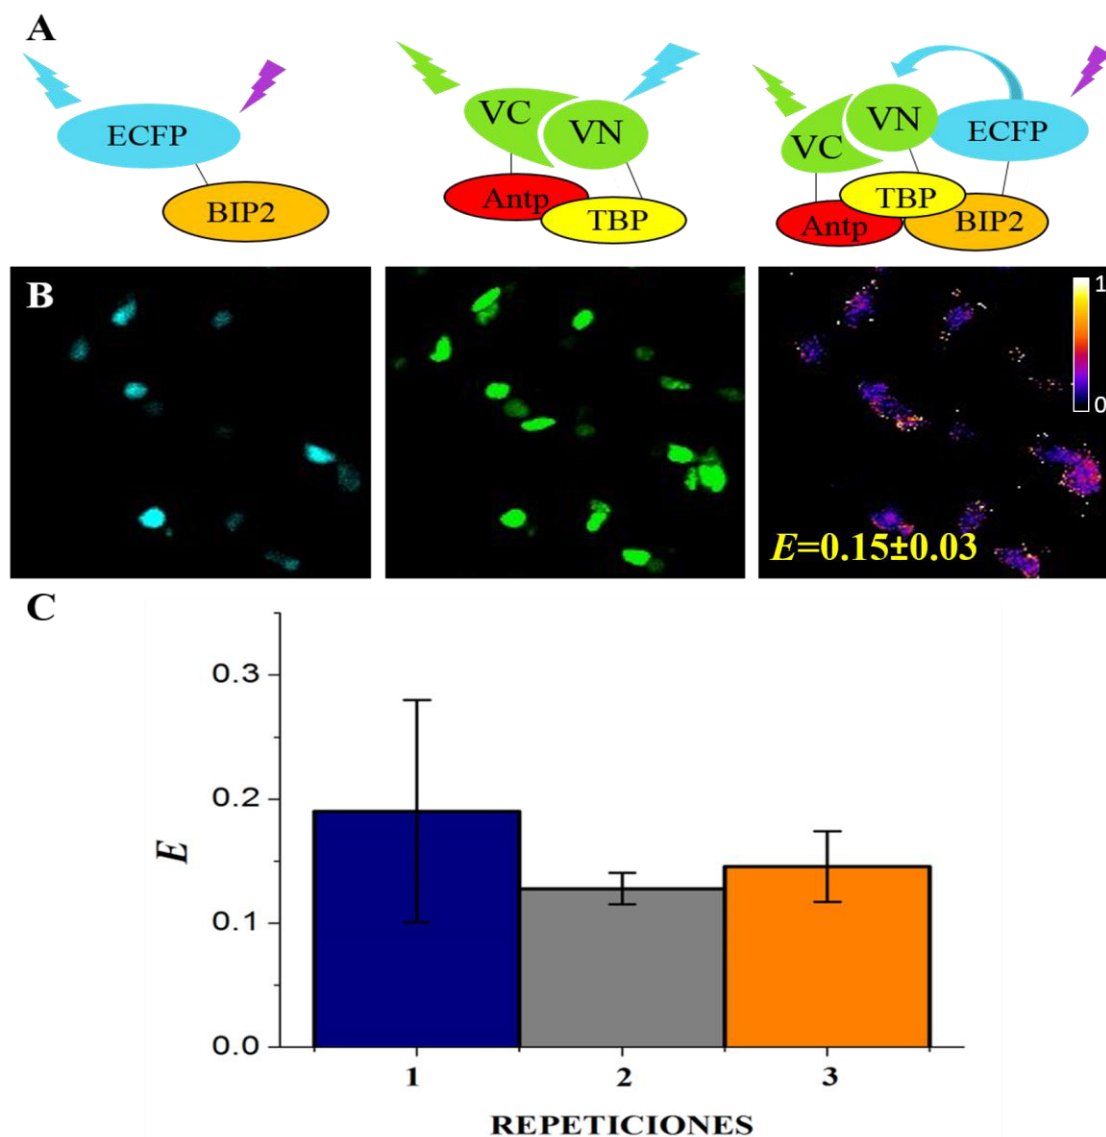 A
ECFP
BIP2
VC
VN
Antp
TBP
VC
VN
ECFP
TBP
Antp
BIP2
B
1
0
E=0.15±0.03
C
0.3
0.2
0.1
0.0
E
1 2 3
REPETICIONES